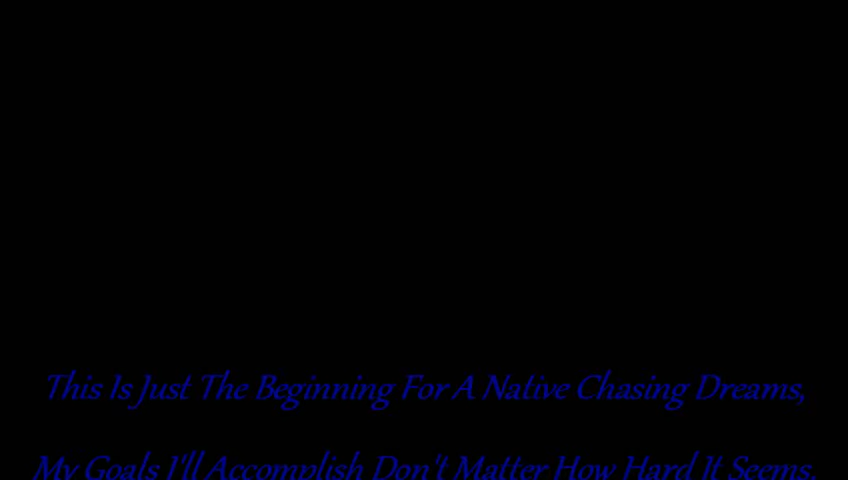 This Is Just The Beginning For A Native Chasing Dreams,
My Goals I'll Accomplish Don't Matter How Hard It Seems.